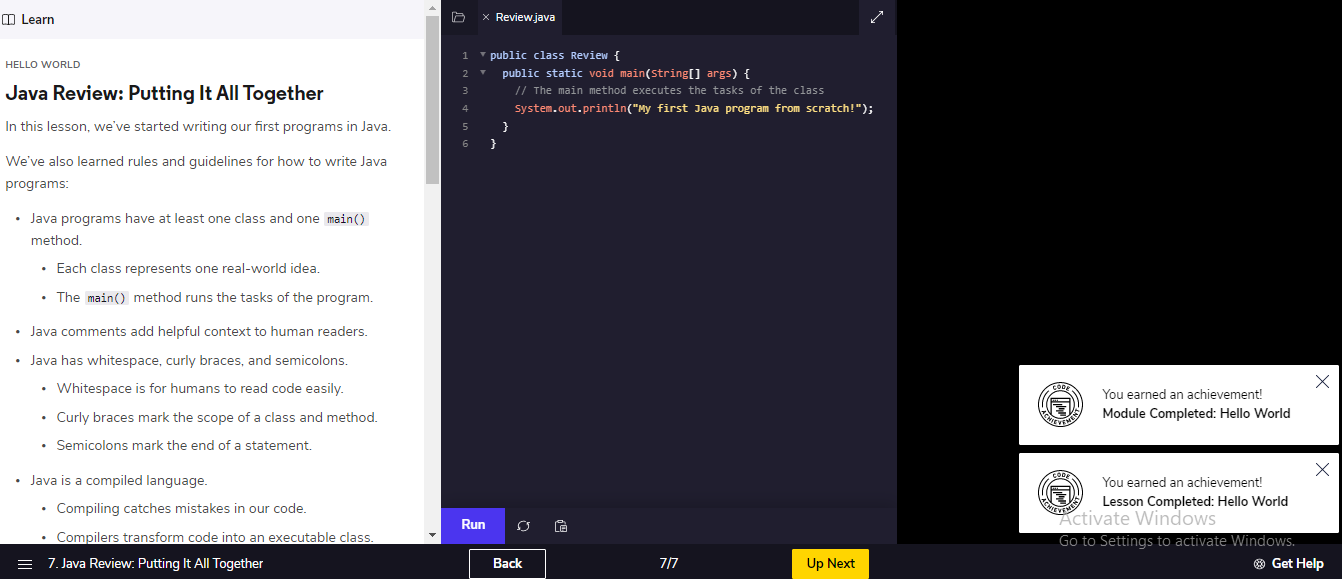 Learn
HELLO WORLD
Java Review: Putting It All Together
In this lesson, we've started writing our first programs in Java.
We've also learned rules and guidelines for how to write Java
programs:
• Java programs have at least one class and one main()
method.
• Each class represents one real-world idea.
• The main() method runs the tasks of the program.
• Java comments add helpful context to human readers.
• Java has whitespace, curly braces, and semicolons.
• Whitespace is for humans to read code easily.
• Curly braces mark the scope of a class and method.
• Semicolons mark the end of a statement.
• Java is a compiled language.
• Compiling catches mistakes in our code.
• Compilers transform code into an executable class.
Review.java
1 public class Review {
2 public static void main(String[] args) {
3 // The main method executes the tasks of the class
4 System.out.println("My first Java program from scratch!");
5 }
6 }
Run
CODE ACHIEVEMENT
You earned an achievement!
Module Completed: Hello World
CODE ACHIEVEMENT
You earned an achievement!
Lesson Completed: Hello World
Activate Windows
Go to Settings to activate Windows.
7. Java Review: Putting It All Together
Back
7/7
Up Next
Get Help